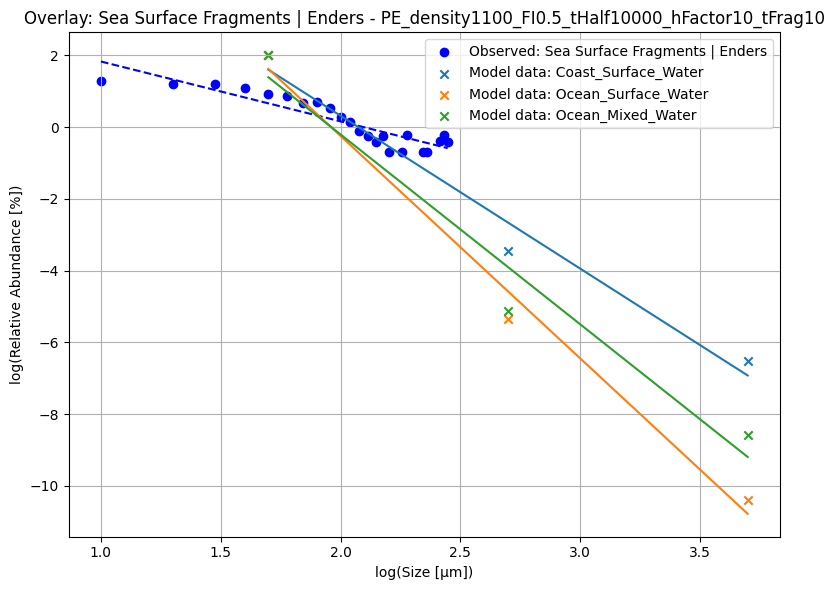 Overlay: Sea Surface Fragments | Enders - PE_density1100_FI0.5_tHalf10000_hFactor10_tFrag10
Observed: Sea Surface Fragments | Enders
Model data: Coast_Surface_Water
Model data: Ocean_Surface_Water
Model data: Ocean_Mixed_Water
log(Relative Abundance [%])
2
0
−2
−4
−6
−8
−10
1.0 1.5 2.0 2.5 3.0 3.5
log(Size [μm])